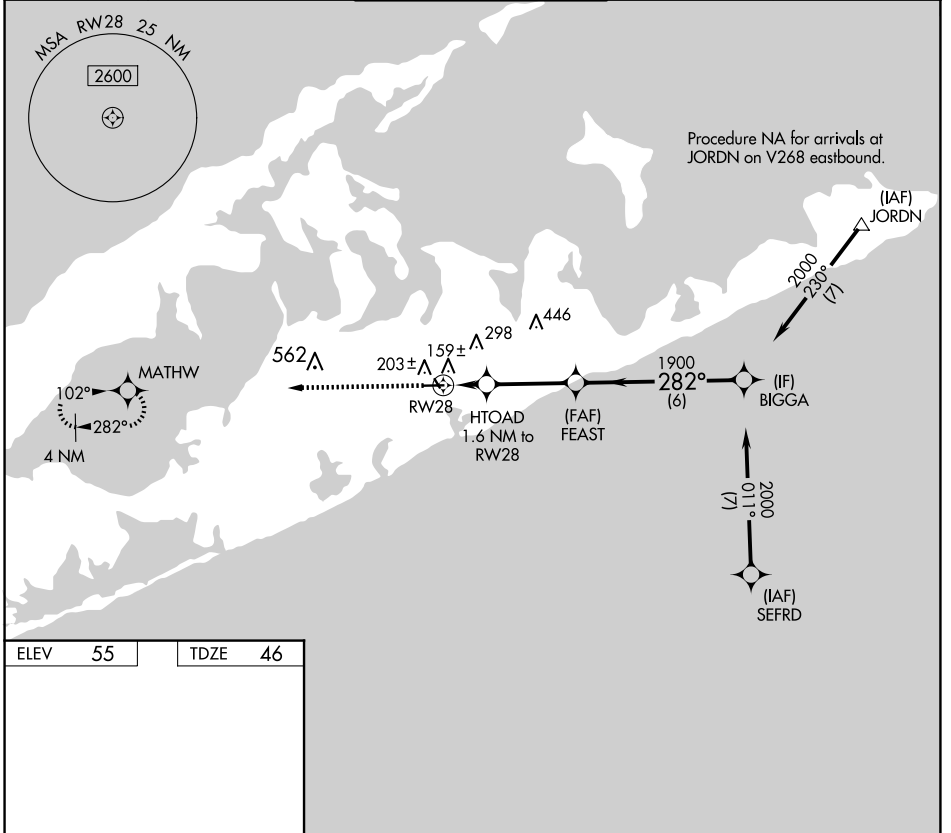 MSA RW28 25 NM
2600
Procedure NA for arrivals at
JORDN on V268 eastbound.
(IAF)
JORDN
2000
230°
(7)
446
298
159±
203±
562
MATHW
102°
282°
4 NM
RW28
HTOAD
1.6 NM to
RW28
(FAF)
FEAST
1900
282°
(6)
(IF)
BIGGA
2000
011°
(7)
(IAF)
SEFRD
ELEV 55
TDZE 46